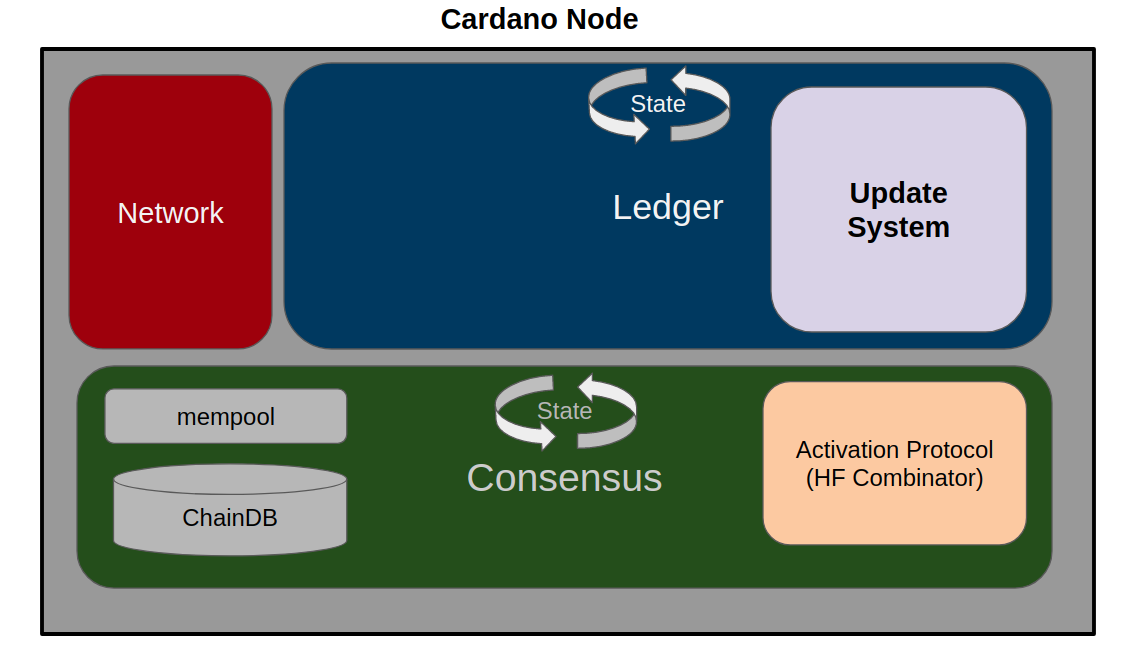 Cardano Node
Network
State
Ledger
Update
System
mempool
ChainDB
State
Consensus
Activation Protocol
(HF Combinator)